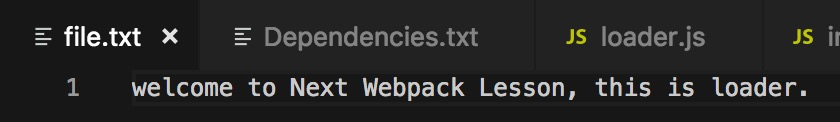 file.txt × Dependencies.txt JS loader.js JS
1 welcome to Next Webpack Lesson, this is loader.